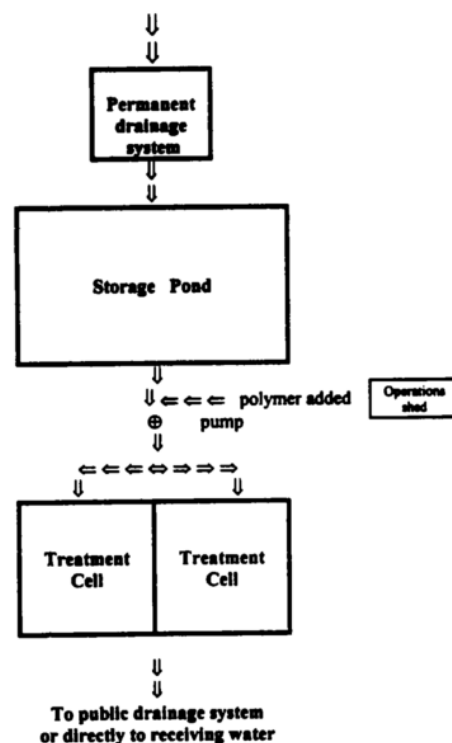 Permanent
drainage
system
Storage Pond
polymer added
Operations
shed
pump
Treatment
Cell
Treatment
Cell
To public drainage system
or directly to receiving water